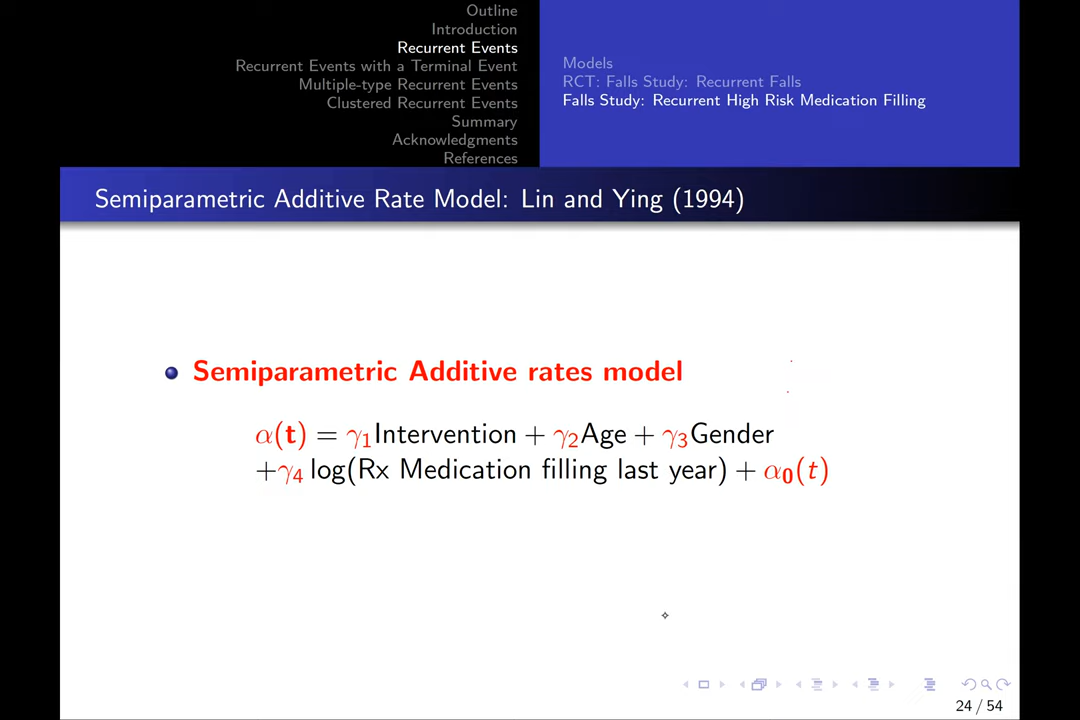 Outline
Introduction
Recurrent Events
Recurrent Events with a Terminal Event
Multiple-type Recurrent Events
Clustered Recurrent Events
Summary
Acknowledgments
References
Models
RCT: Falls Study: Recurrent Falls
Falls Study: Recurrent High Risk Medication Filling
Semiparametric Additive Rate Model: Lin and Ying (1994)
Semiparametric Additive rates model
α(t) = γ₁Intervention + γ₂Age + γ₃Gender
+γ₄ log(Rx Medication filling last year) + α₀(t)
24 / 54